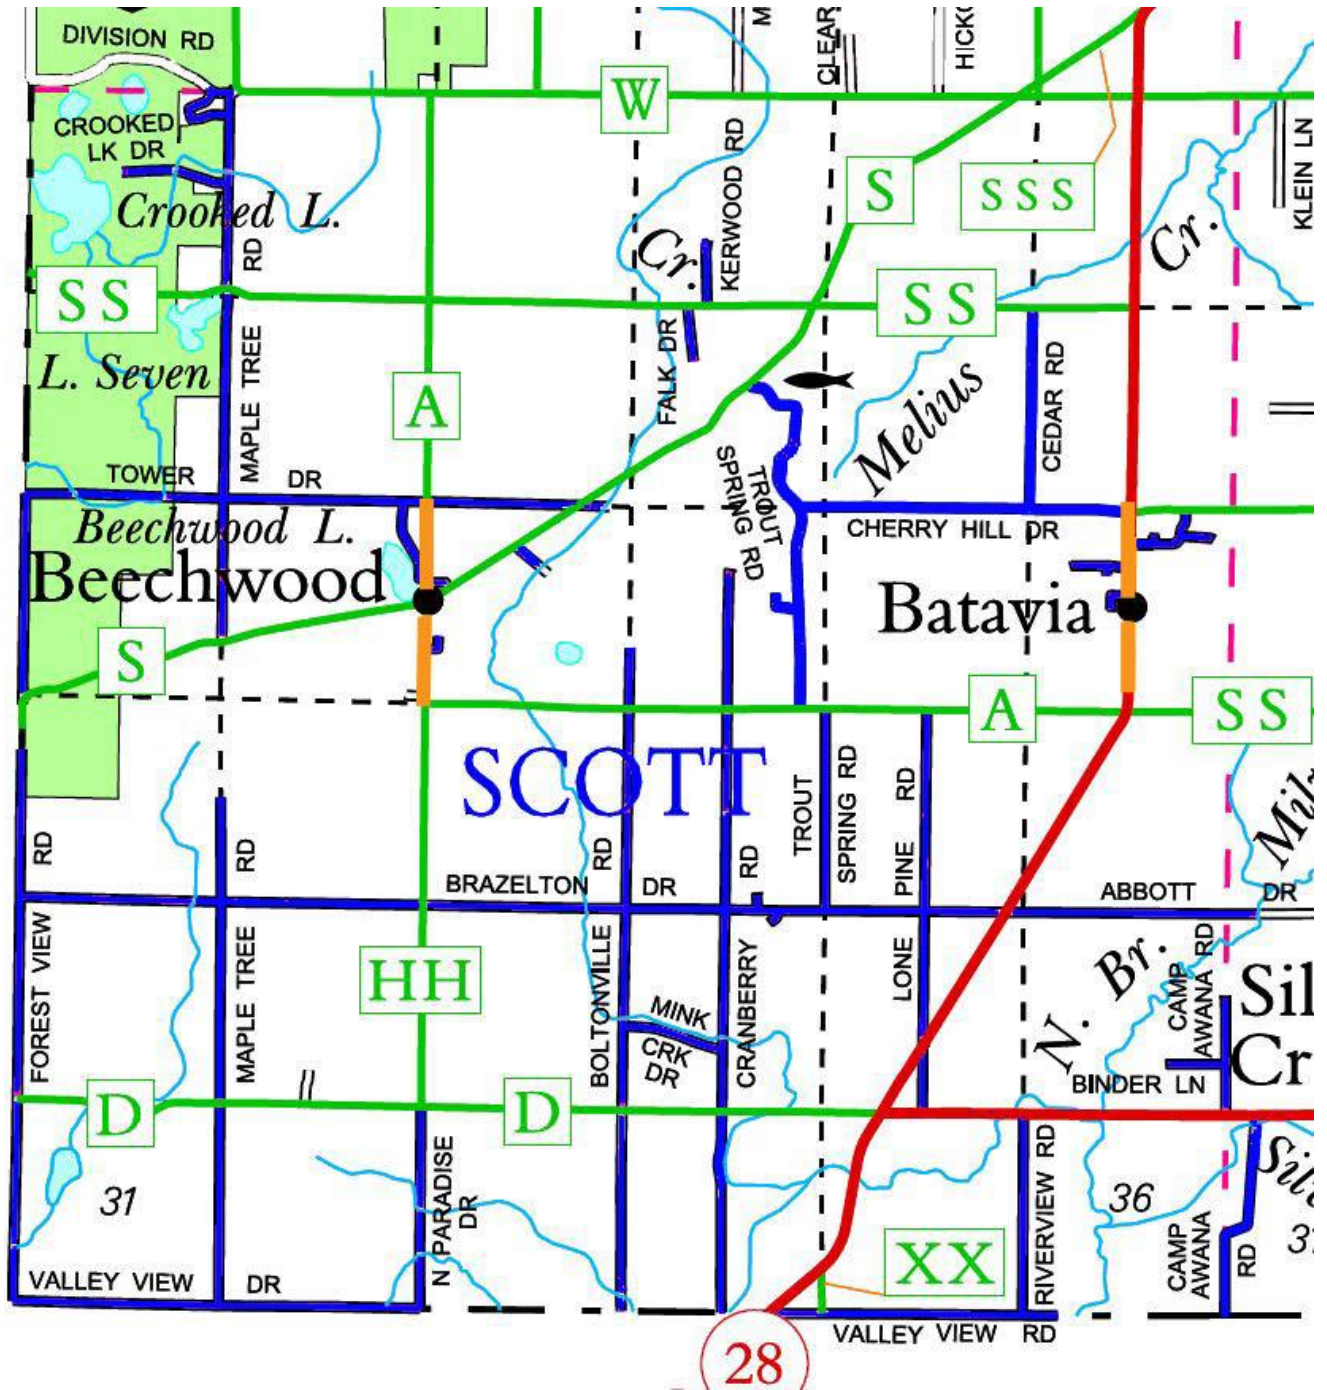 DIVISION RD
W
CROOKED
LK DR
Crooked L.
KERWOOD RD
S
S S S
Cr.
Cr.
KLEIN LN
CLEAR
HICK
RD
S S
S S
L. Seven
MAPLE TREE
A
FALK DR
Melius
CEDAR RD
TOWER DR
TROUT
SPRING RD
Beechwood L.
CHERRY HILL DR
Beechwood
Batavia
S
A
S S
SCOTT
TROUT
SPRING RD
LONE PINE RD
RD
RD
RD
RD
BRAZELTON DR
ABBOTT DR
FOREST VIEW
MAPLE TREE
HH
BOLTONVILLE
CRANBERRY
MINK
CRK
DR
N. Br.
CAMP
AWANA RD
Sil
Cr
BINDER LN
D
D
31
N PARADISE
DR
RIVERVIEW RD
36
CAMP
AWANA
RD
XX
VALLEY VIEW DR
VALLEY VIEW RD
28